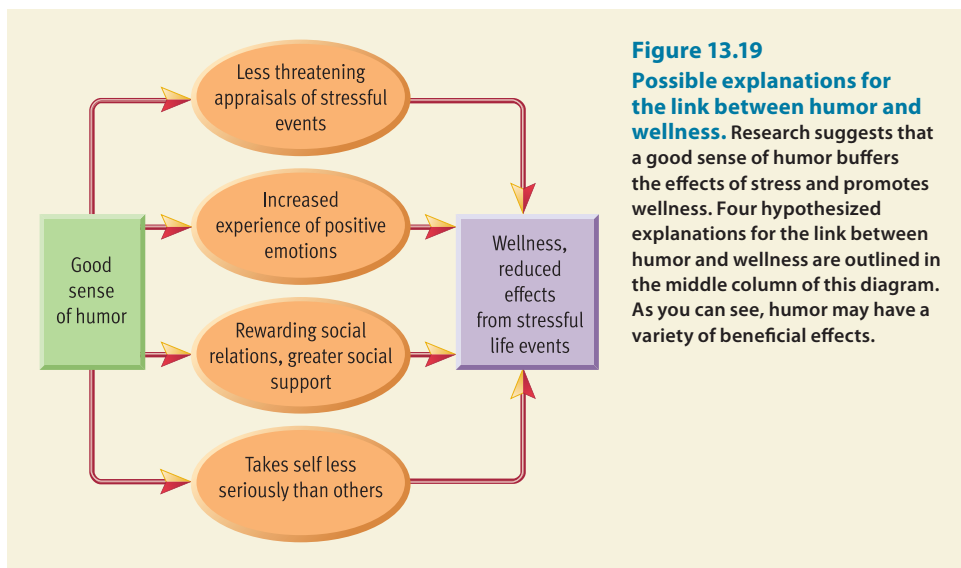 Good
sense
of humor
Less threatening
appraisals of stressful
events
Increased
experience of positive
emotions
Rewarding social
relations, greater social
support
Takes self less
seriously than others
Wellness,
reduced
effects
from stressful
life events
Figure 13.19
Possible explanations for
the link between humor and
wellness. Research suggests that
a good sense of humor buffers
the effects of stress and promotes
wellness. Four hypothesized
explanations for the link between
humor and wellness are outlined in
the middle column of this diagram.
As you can see, humor may have a
variety of beneficial effects.